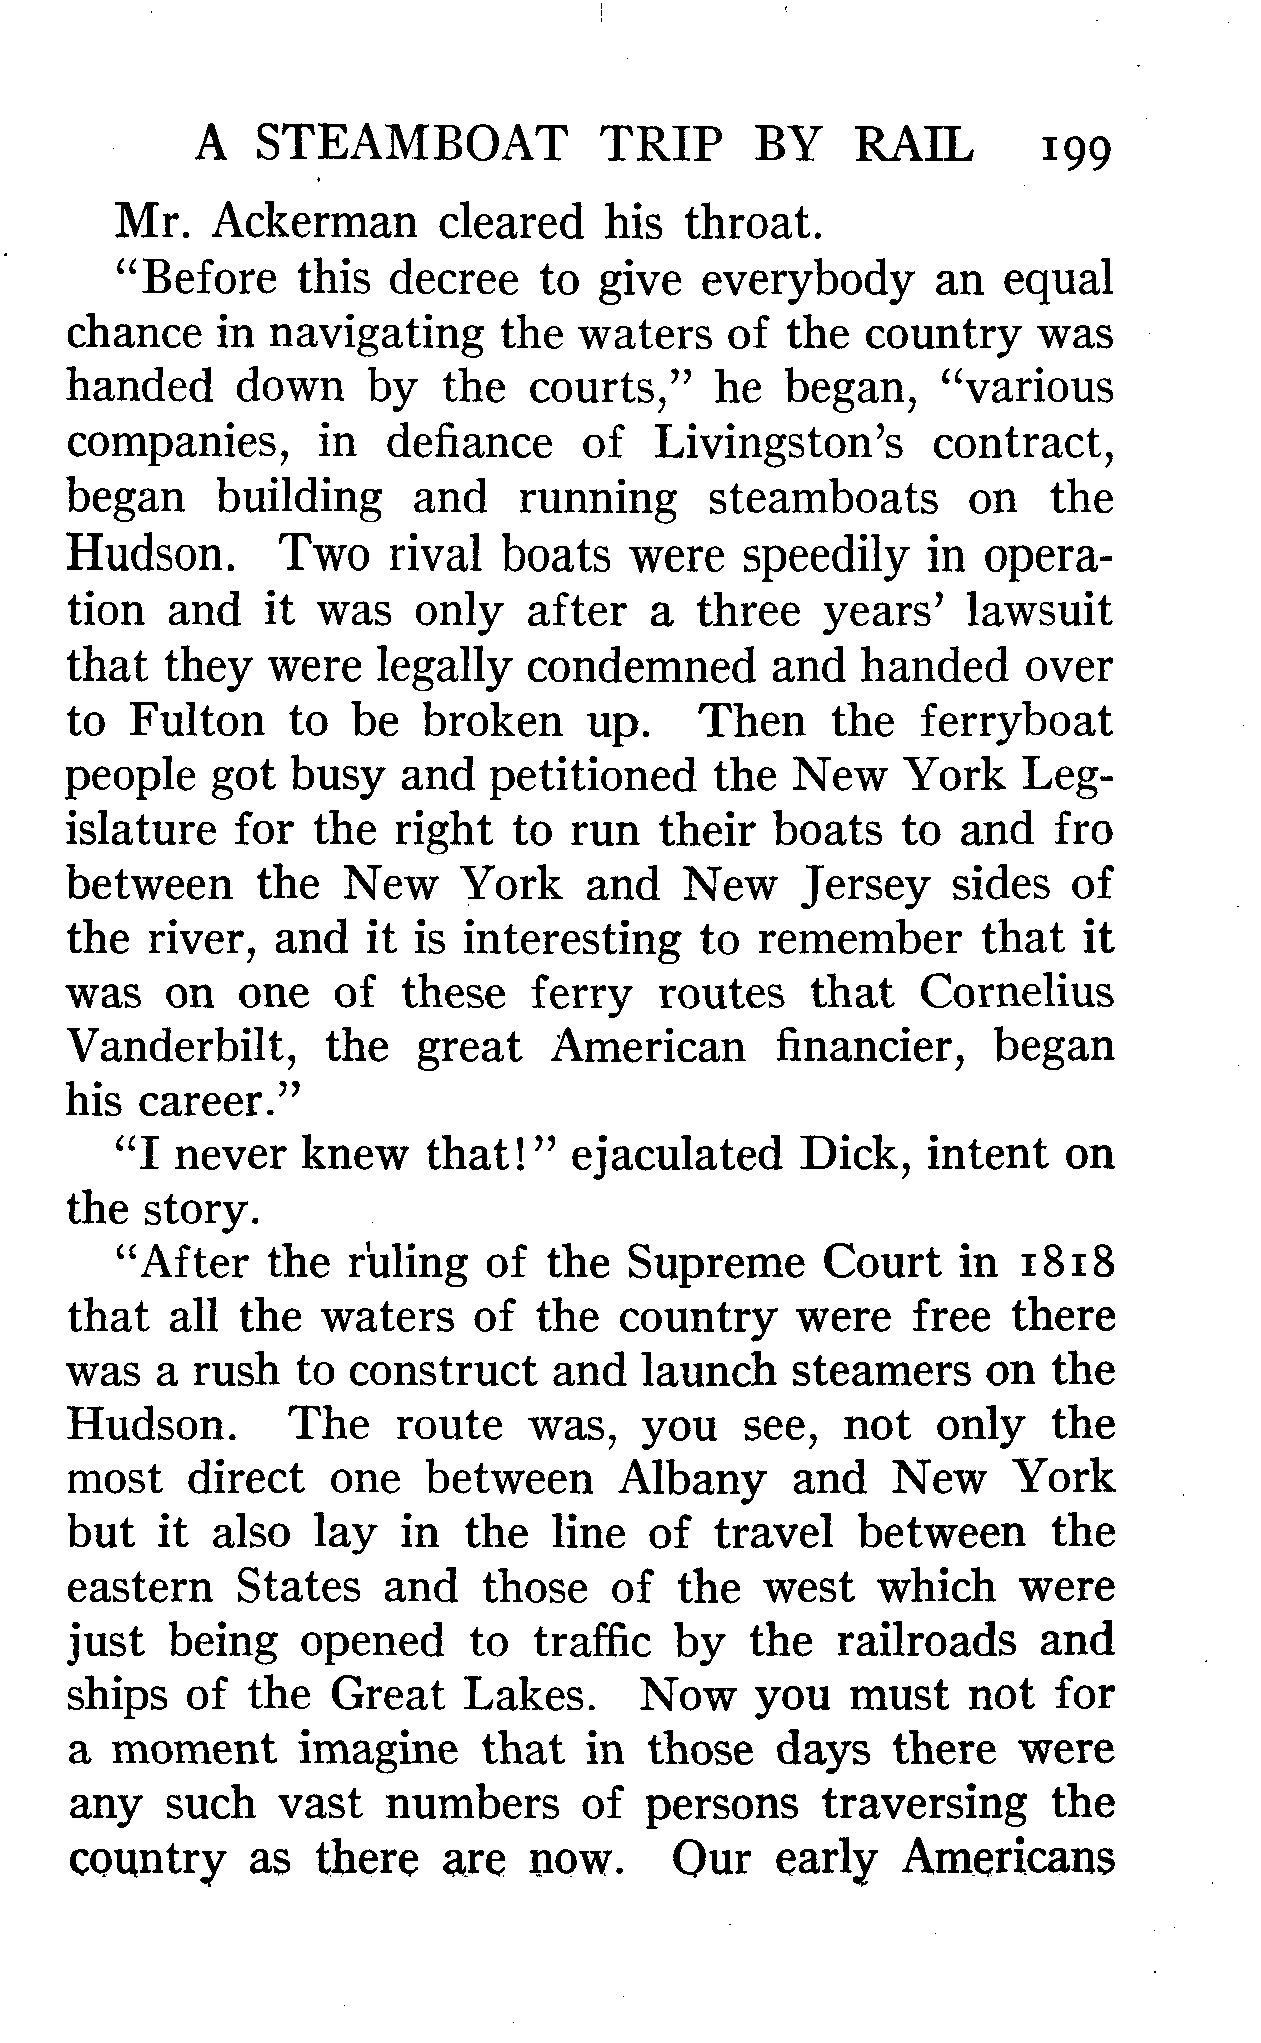 A STEAMBOAT TRIP BY RAIL 199
Mr. Ackerman cleared his throat.
“Before this decree to give everybody an equal
chance in navigating the waters of the country was
handed down by the courts,” he began, “various
companies, in defiance of Livingston’s contract,
began building and running steamboats on the
Hudson. Two rival boats were speedily in opera-
tion and it was only after a three years’ lawsuit
that they were legally condemned and handed over
to Fulton to be broken up. Then the ferryboat
people got busy and petitioned the New York Leg-
islature for the right to run their boats to and fro
between the New York and New Jersey sides of
the river, and it is interesting to remember that it
was on one of these ferry routes that Cornelius
Vanderbilt, the great American financier, began
his career.”
“I never knew that!” ejaculated Dick, intent on
the story.
“After the ruling of the Supreme Court in 1818
that all the waters of the country were free there
was a rush to construct and launch steamers on the
Hudson. The route was, you see, not only the
most direct one between Albany and New York
but it also lay in the line of travel between the
eastern States and those of the west which were
just being opened to traffic by the railroads and
ships of the Great Lakes. Now you must not for
a moment imagine that in those days there were
any such vast numbers of persons traversing the
country as there are now. Our early Americans